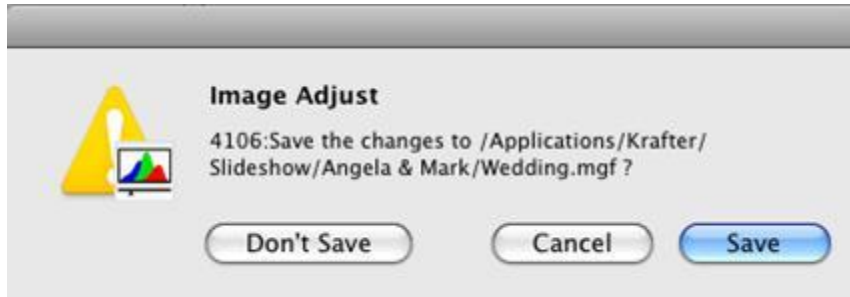 Image Adjust
4106:Save the changes to /Applications/Krafter/
Slideshow/Angela & Mark/Wedding.mgf ?
Don't Save Cancel Save